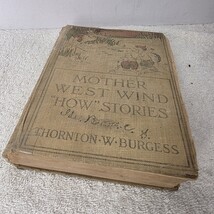 MOTHER
WEST WIND
"HOW" STORIES
THORNTON·W·BURGESS